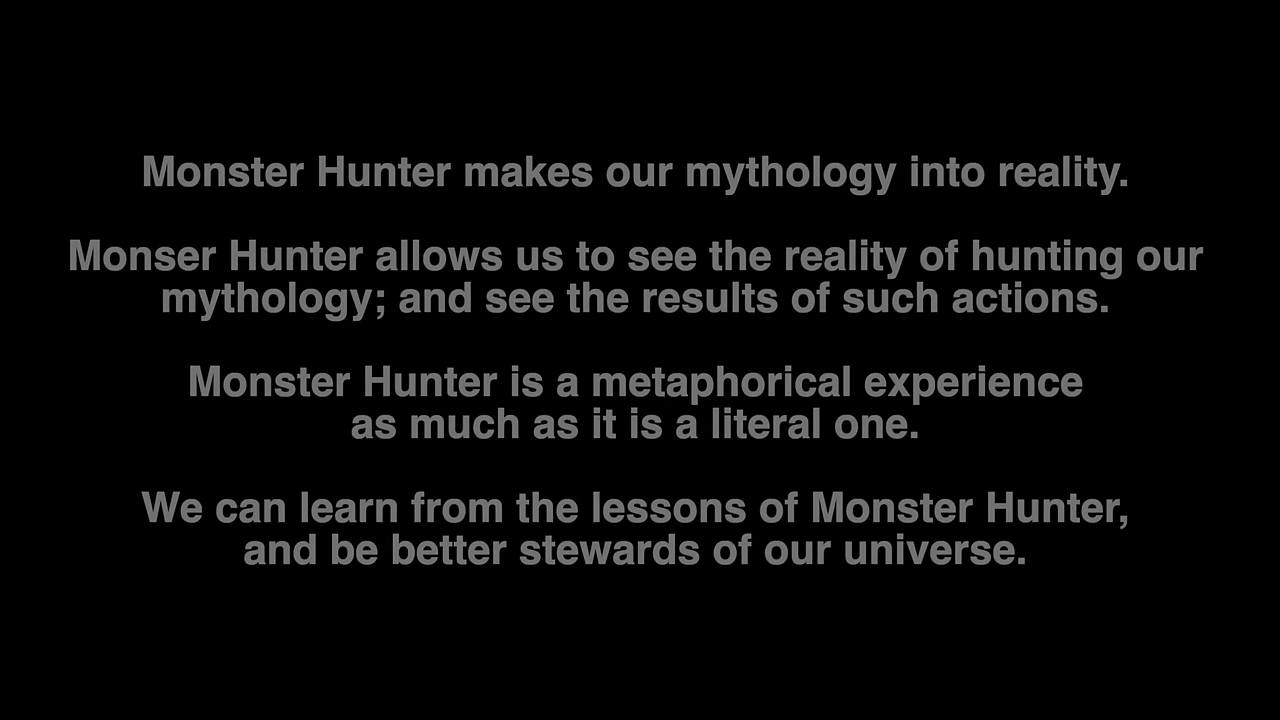 Monster Hunter makes our mythology into reality.
Monser Hunter allows us to see the reality of hunting our
mythology; and see the results of such actions.
Monster Hunter is a metaphorical experience
as much as it is a literal one.
We can learn from the lessons of Monster Hunter,
and be better stewards of our universe.